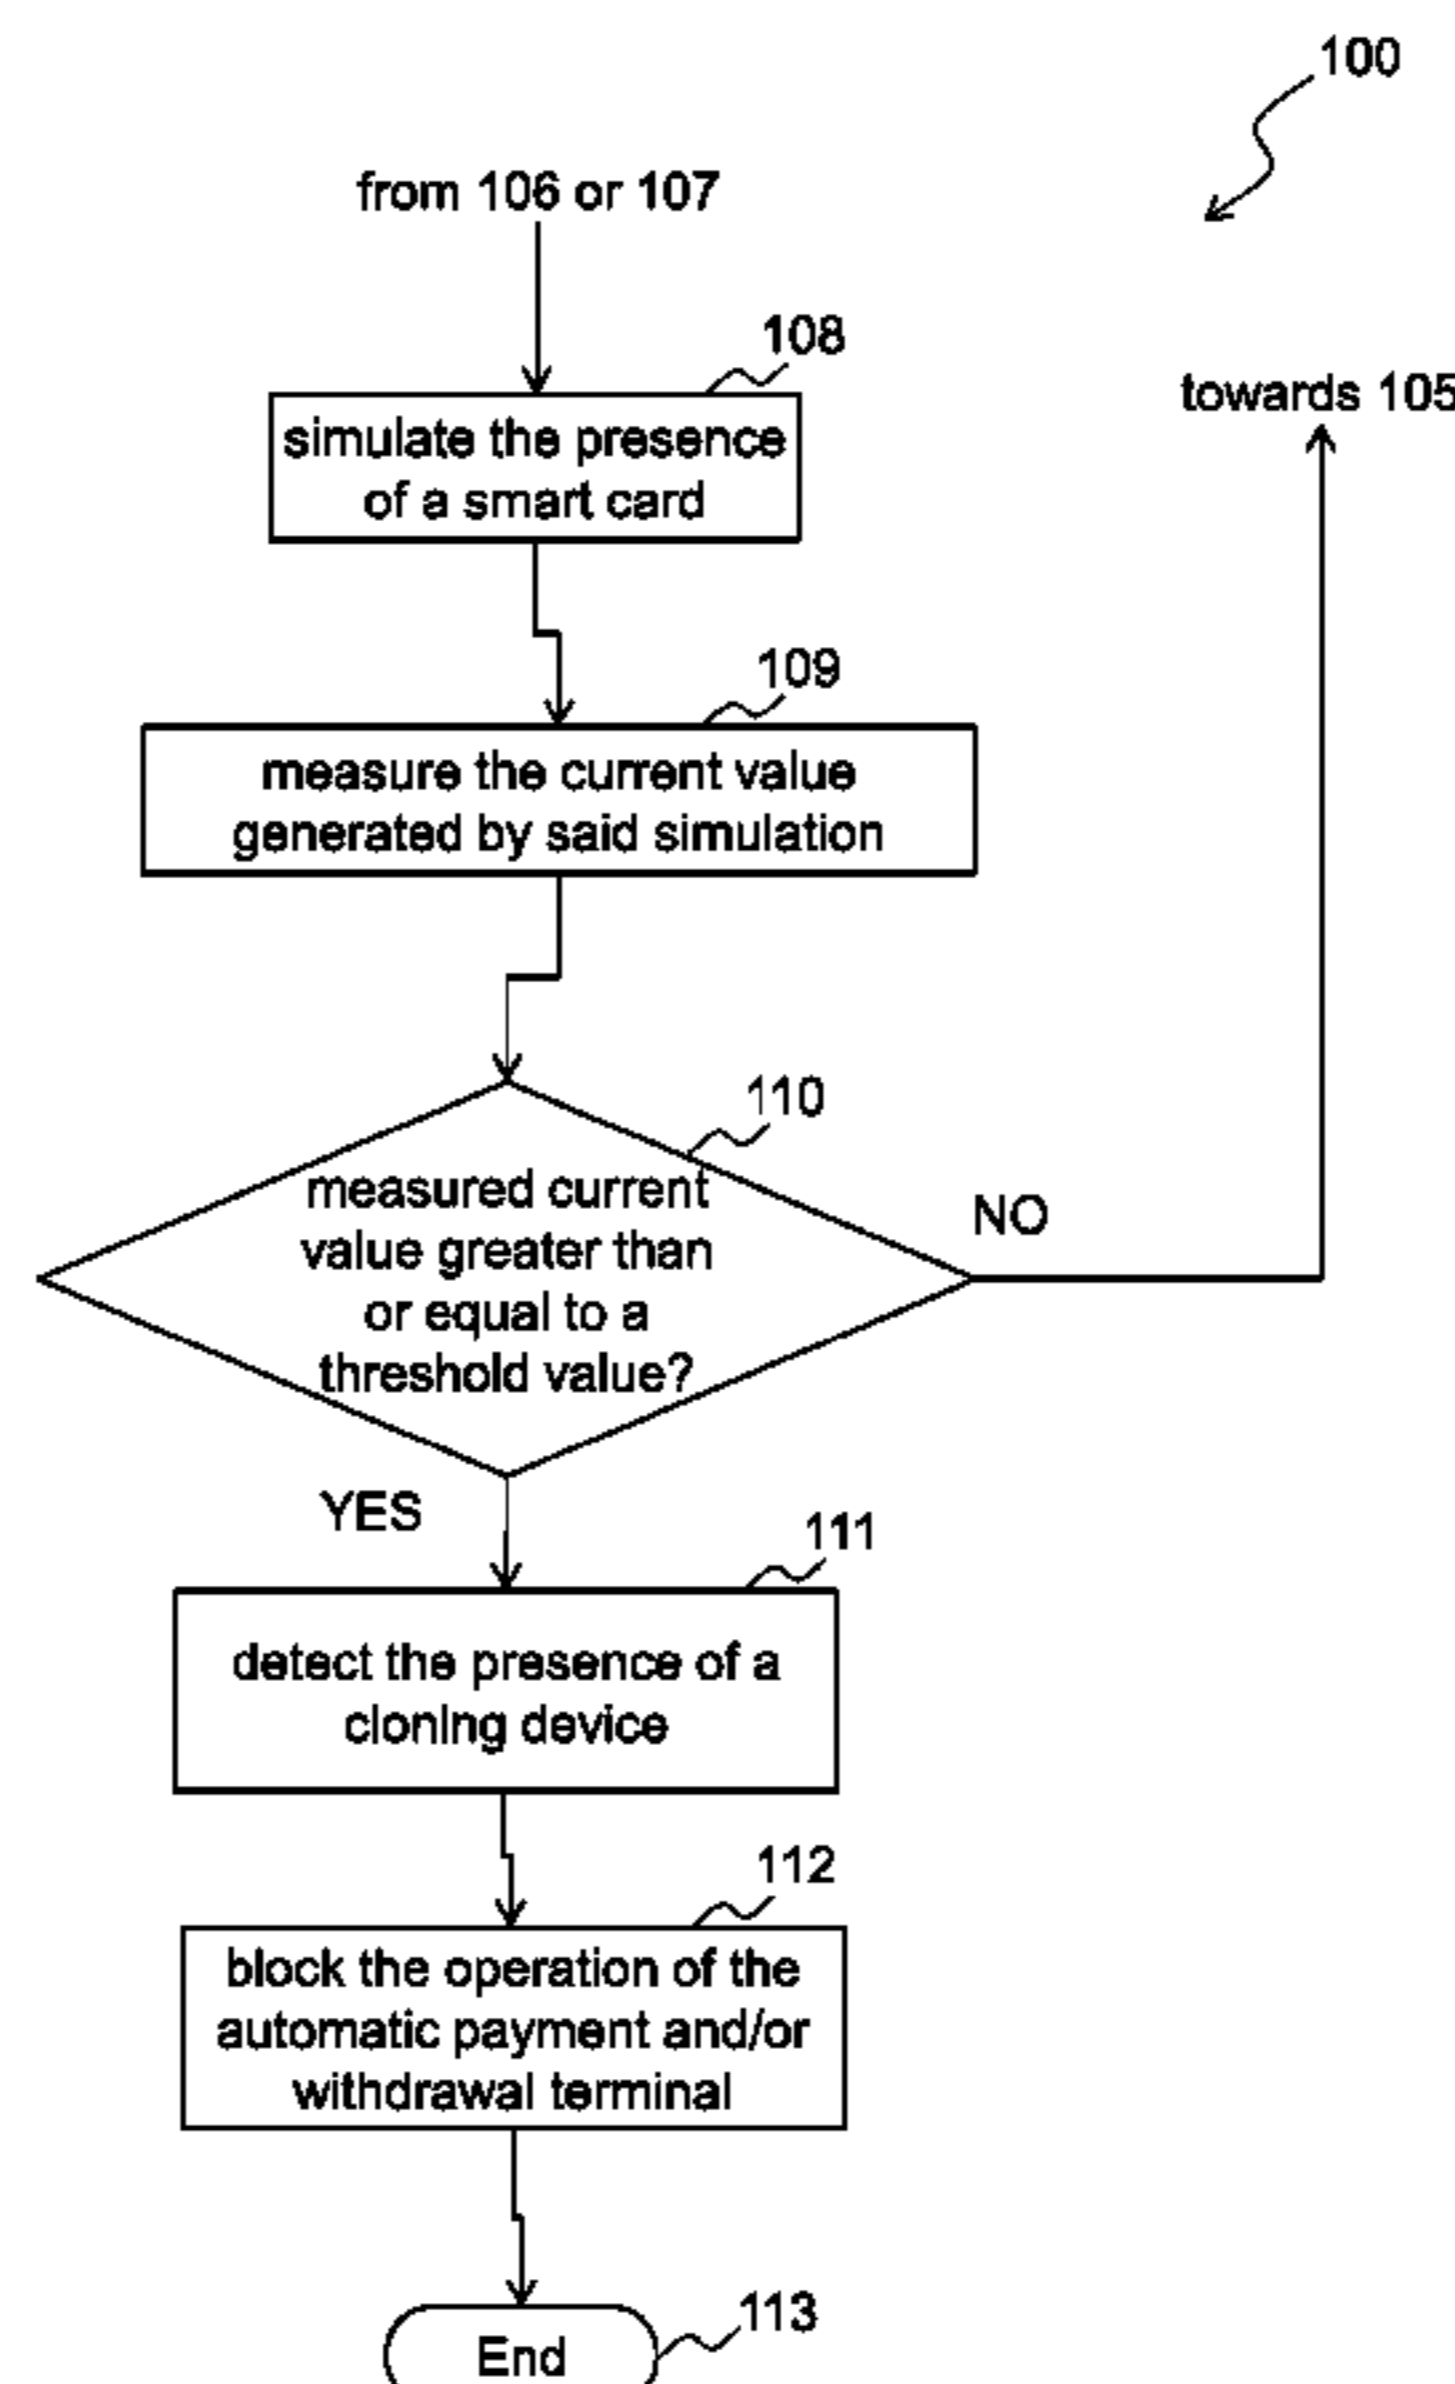 100
from 106 or 107
108
towards 105
simulate the presence
of a smart card
109
measure the current value
generated by said simulation
110
measured current
value greater than
or equal to a
threshold value?
NO
YES
111
detect the presence of a
cloning device
112
block the operation of the
automatic payment and/or
withdrawal terminal
113
End